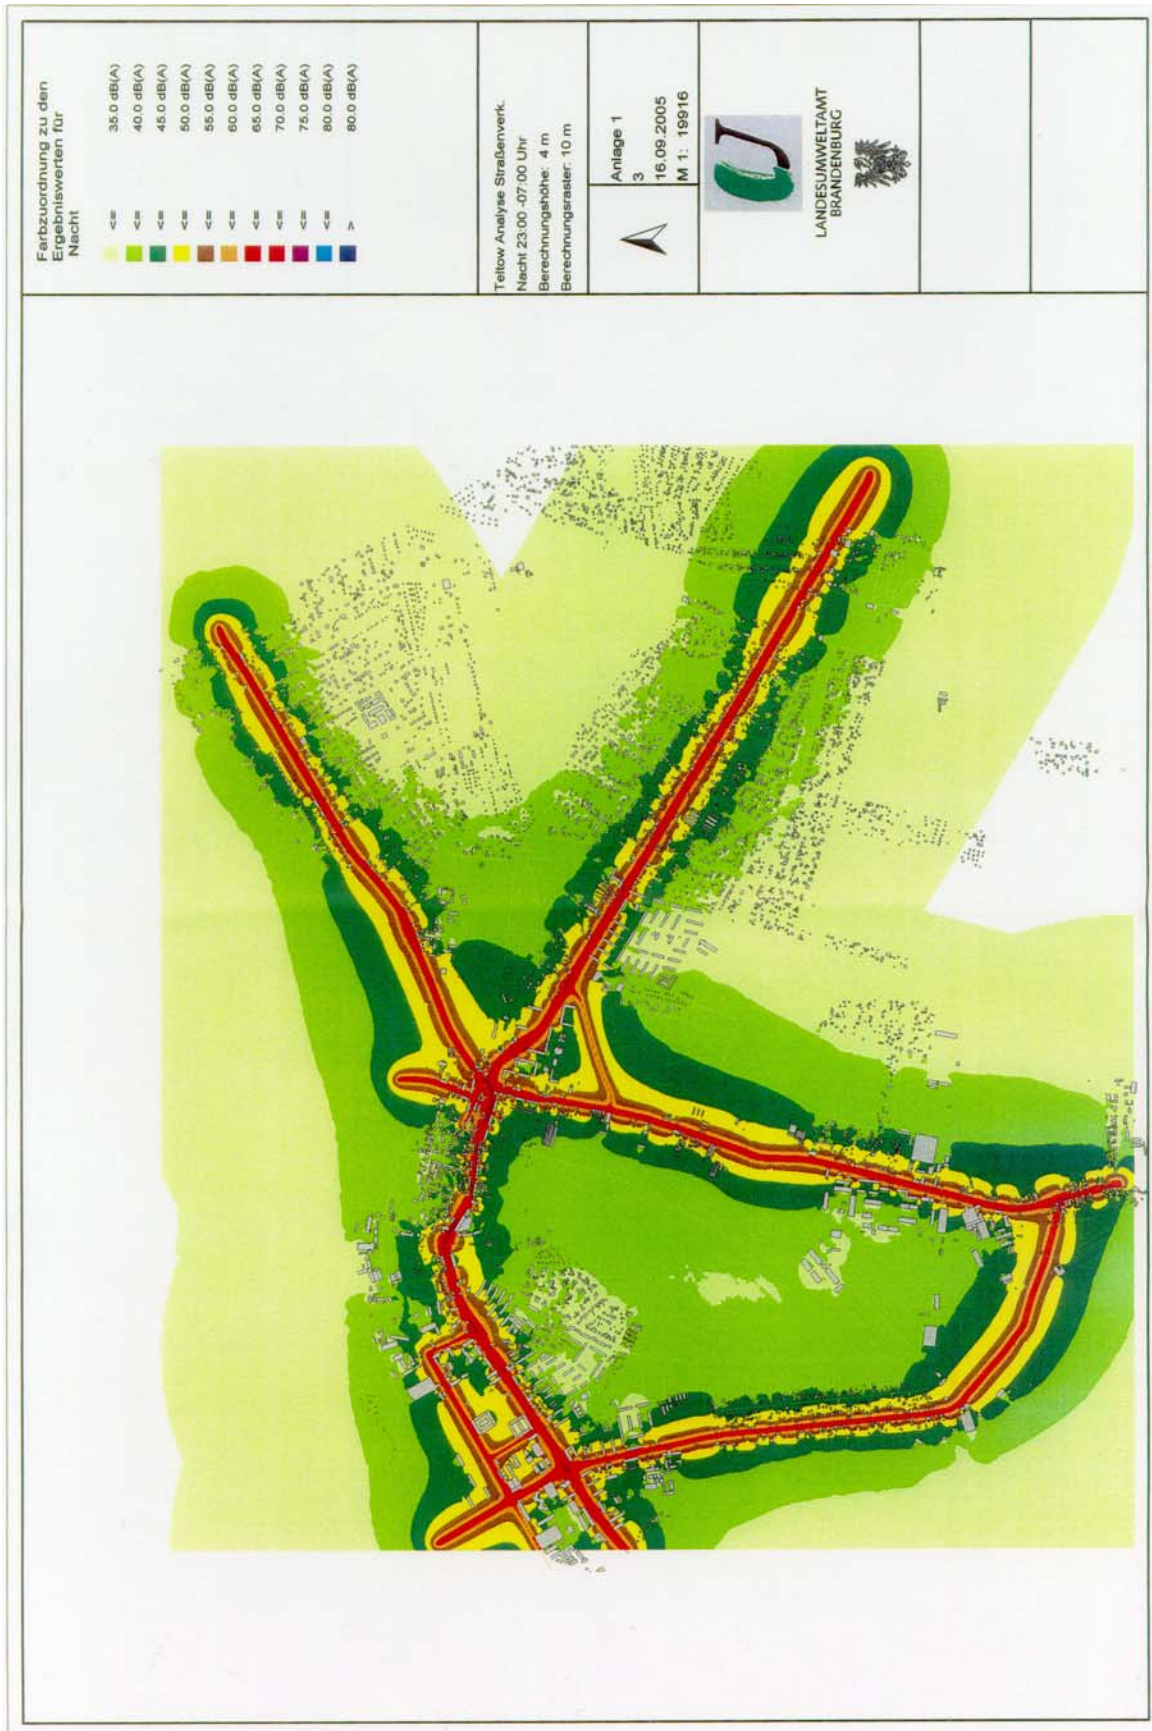 Farbzuordnung zu den
Ergebniswerten für
Nacht
<= 35.0 dB(A)
<= 40.0 dB(A)
<= 45.0 dB(A)
<= 50.0 dB(A)
<= 55.0 dB(A)
<= 60.0 dB(A)
<= 65.0 dB(A)
<= 70.0 dB(A)
<= 75.0 dB(A)
<= 80.0 dB(A)
> 80.0 dB(A)
Teltow Analyse Straßenverk.
Nacht 23:00 -07:00 Uhr
Berechnungshöhe: 4 m
Berechnungsraster: 10 m
Anlage 1
3
16.09.2005
M 1: 19916
LANDESUMWELTAMT
BRANDENBURG